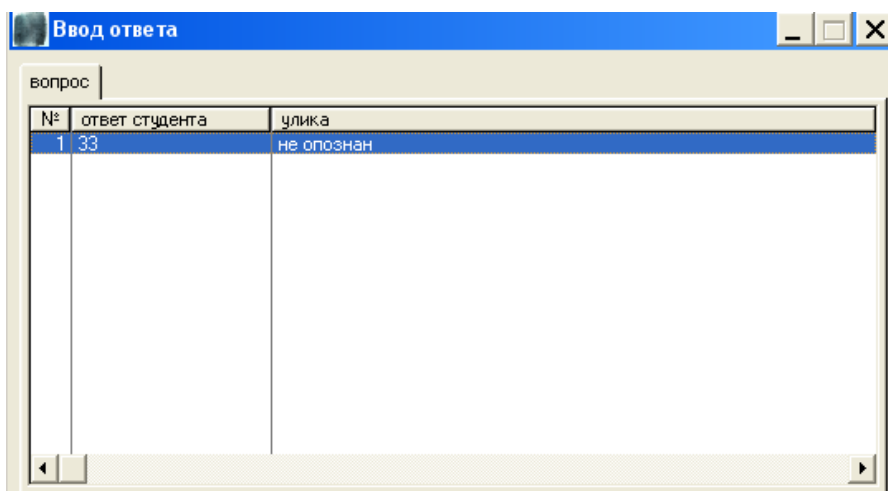 Ввод ответа
вопрос
№ ответ студента улика
1 33 не опознан